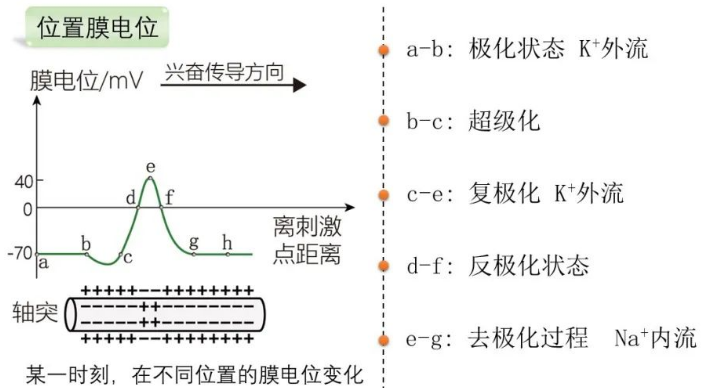 位置膜电位
膜电位/mV
兴奋传导方向
40
0
-70
a
b
c
d
e
f
g
h
离刺激
点距离
轴突
+++++--++++++++
-----++--------
-----++--------
+++++--++++++++
某一时刻，在不同位置的膜电位变化
a-b: 极化状态 K⁺外流
b-c: 超级化
c-e: 复极化 K⁺外流
d-f: 反极化状态
e-g: 去极化过程 Na⁺内流